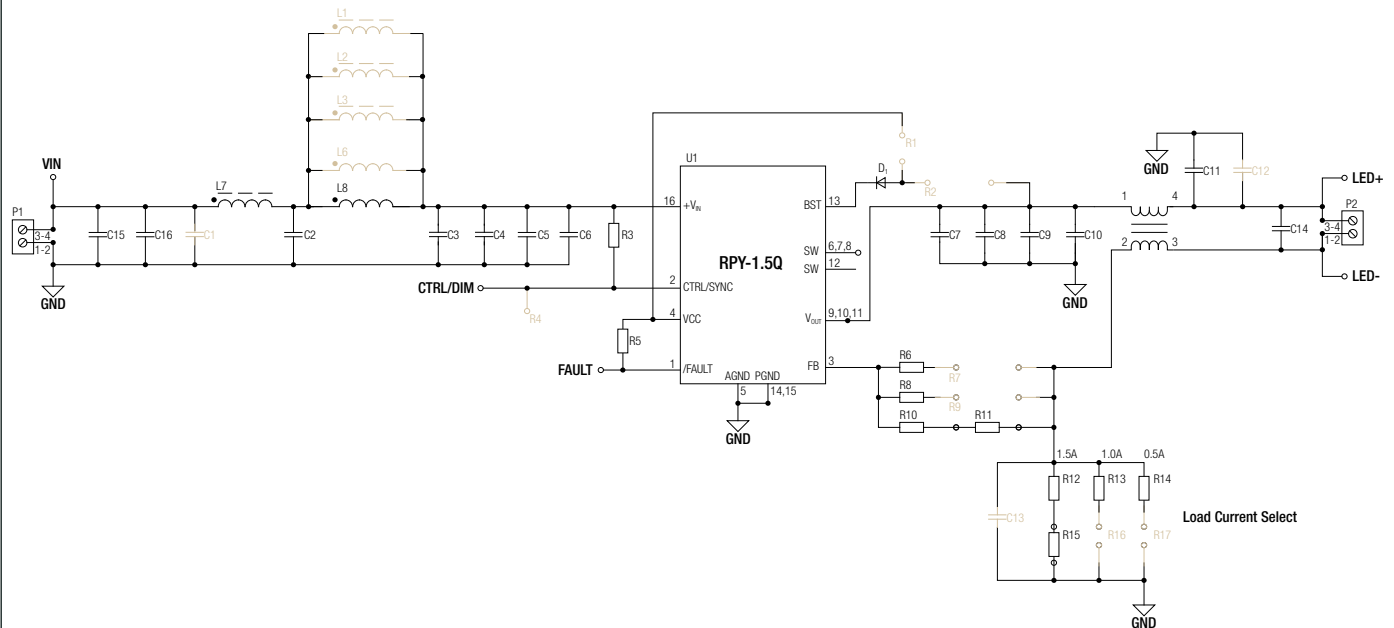 L1
L2
L3
L6
L7
L8
VIN
P1
3-4
1-2
GND
C15
C16
C1
C2
C3
C4
C5
C6
R3
CTRL/DIM
R4
R5
FAULT
U1
16
+VIN
2
CTRL/SYNC
4
VCC
1
/FAULT
RPY-1.5Q
BST
13
SW
6,7,8
SW
12
VOUT
9,10,11
FB
3
AGND
PGND
5
14,15
GND
D1
R1
R2
C7
C8
C9
C10
GND
1
4
2
3
GND
C11
C12
C14
LED+
P2
3-4
1-2
LED-
R6
R7
R8
R9
R10
R11
1.5A
1.0A
0.5A
R12
R13
R14
C13
R15
R16
R17
Load Current Select
GND